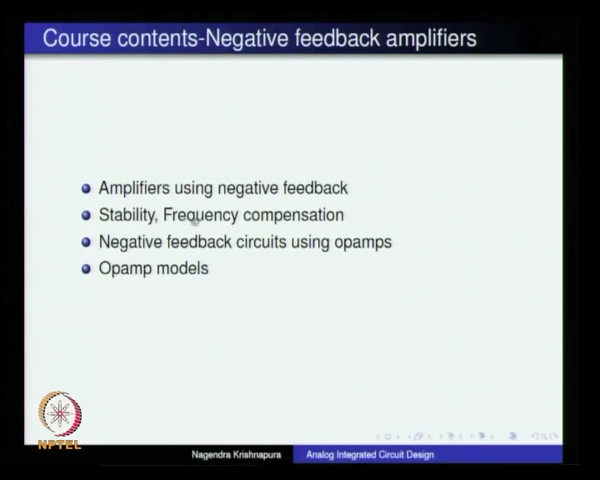 Course contents-Negative feedback amplifiers
Amplifiers using negative feedback
Stability, Frequency compensation
Negative feedback circuits using opamps
Opamp models
NPTEL
Nagendra Krishnapura
Analog Integrated Circuit Design